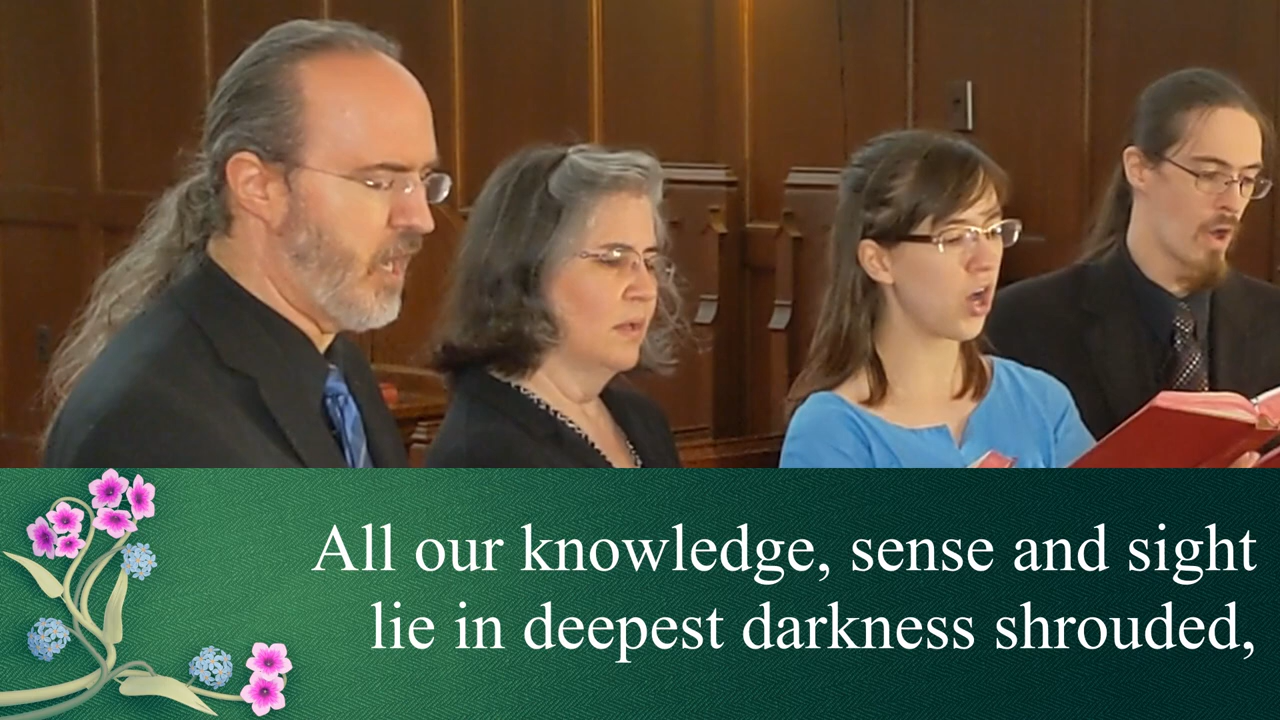 All our knowledge, sense and sight
lie in deepest darkness shrouded,